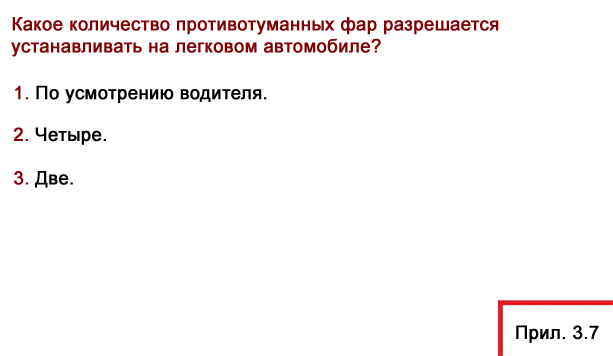 Какое количество противотуманных фар разрешается
устанавливать на легковом автомобиле?
1. По усмотрению водителя.
2. Четыре.
3. Две.
Прил. 3.7